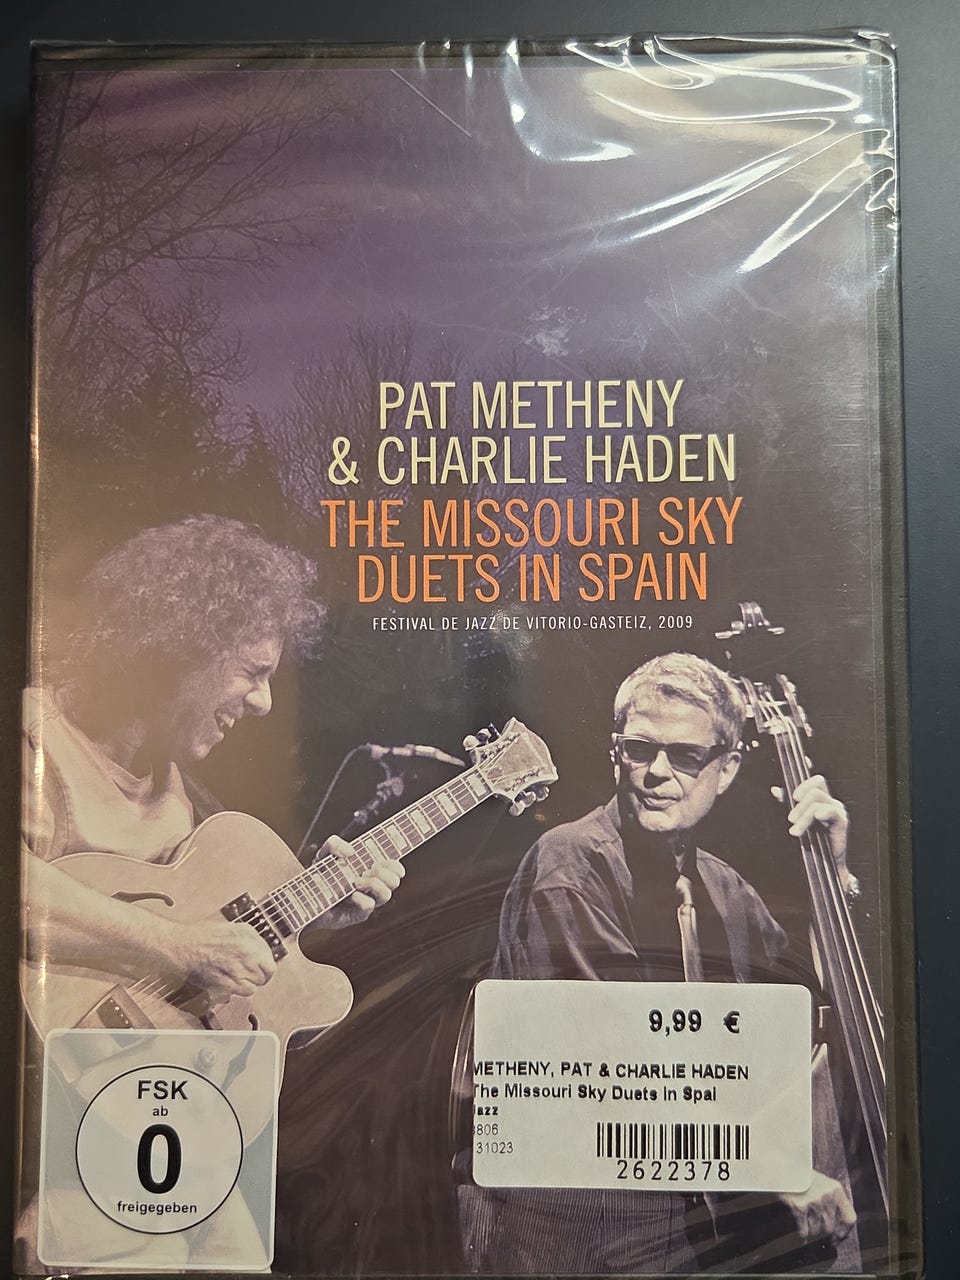 PAT METHENY
& CHARLIE HADEN
THE MISSOURI SKY
DUETS IN SPAIN
FESTIVAL DE JAZZ DE VITORIO-GASTEIZ, 2009
9,99 €
METHENY, PAT & CHARLIE HADEN
The Missouri Sky Duets In Spai
Jazz
806
31023
2622378
FSK
ab
0
freigegeben